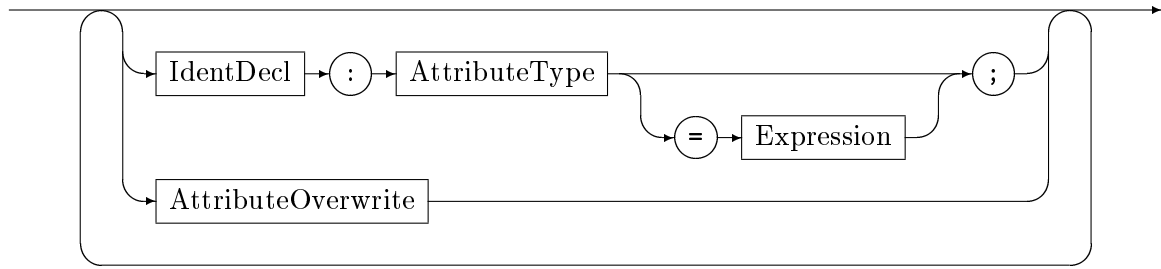 IdentDecl : AttributeType ;
= Expression
AttributeOverwrite